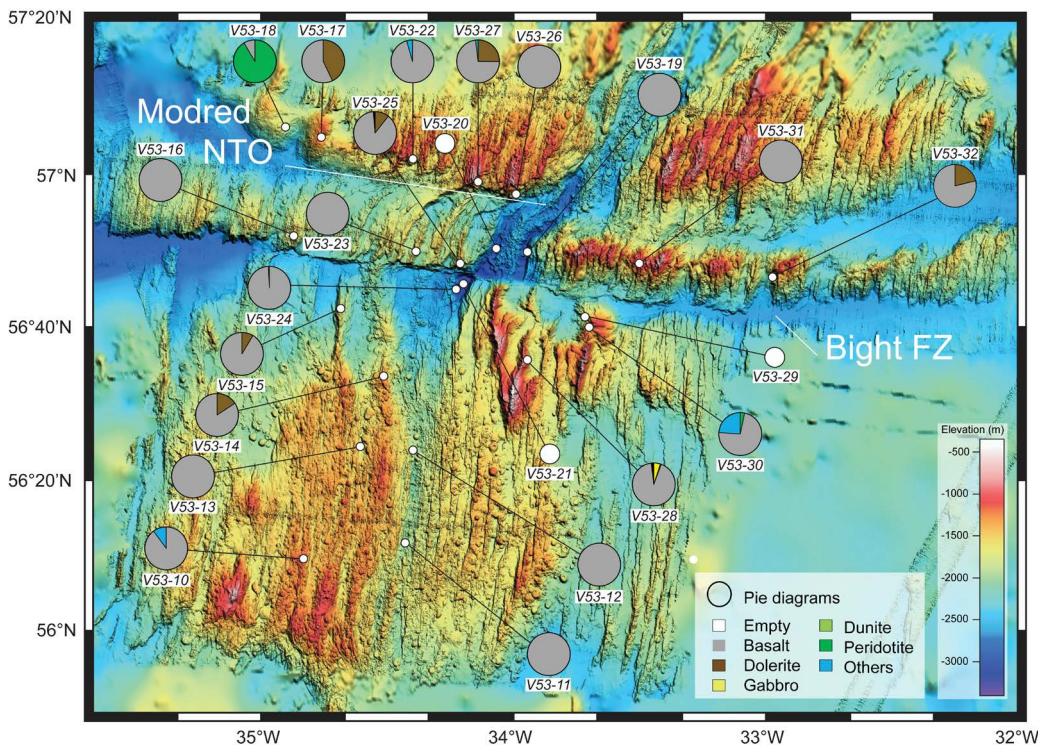 57°20'N
57°N
56°40'N
56°20'N
56°N
35°W
34°W
33°W
32°W
V53-18
V53-17
V53-22
V53-27
V53-26
V53-19
V53-25
V53-20
V53-31
V53-32
Modred
NTO
V53-16
V53-23
V53-24
V53-15
V53-14
V53-13
V53-10
Bight FZ
V53-29
V53-30
V53-21
V53-28
V53-12
V53-11
Elevation (m)
-500
-1000
-1500
-2000
-2500
-3000
Pie diagrams
Empty
Basalt
Dolerite
Gabbro
Dunite
Peridotite
Others